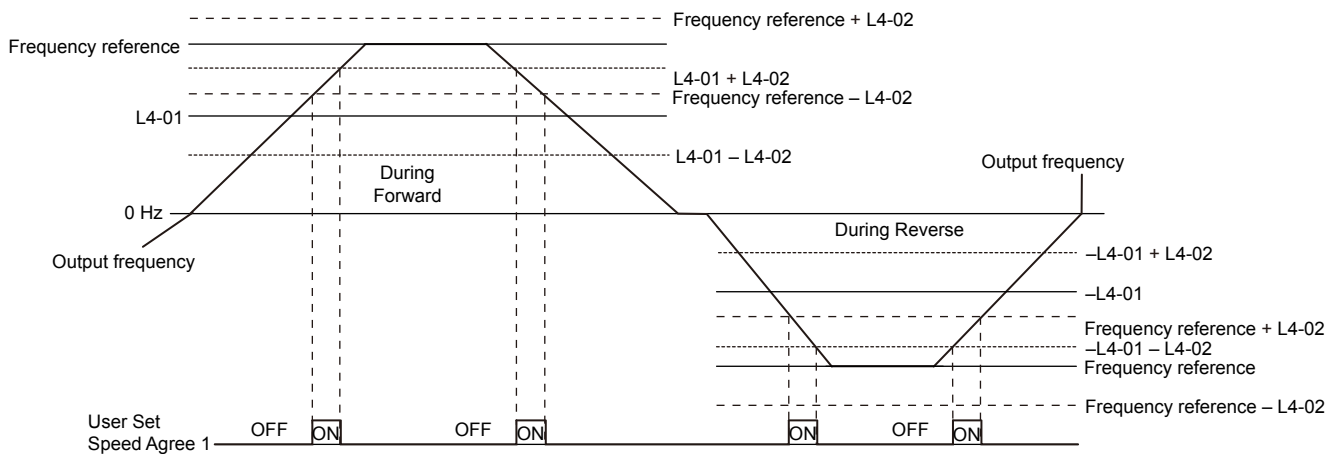 Frequency reference + L4-02
Frequency reference
L4-01 + L4-02
Frequency reference – L4-02
L4-01
L4-01 – L4-02
During
Forward
Output frequency
0 Hz
During Reverse
Output frequency
–L4-01 + L4-02
–L4-01
Frequency reference + L4-02
–L4-01 – L4-02
Frequency reference
Frequency reference – L4-02
User Set
Speed Agree 1
OFF
ON
OFF
ON
ON
OFF
ON